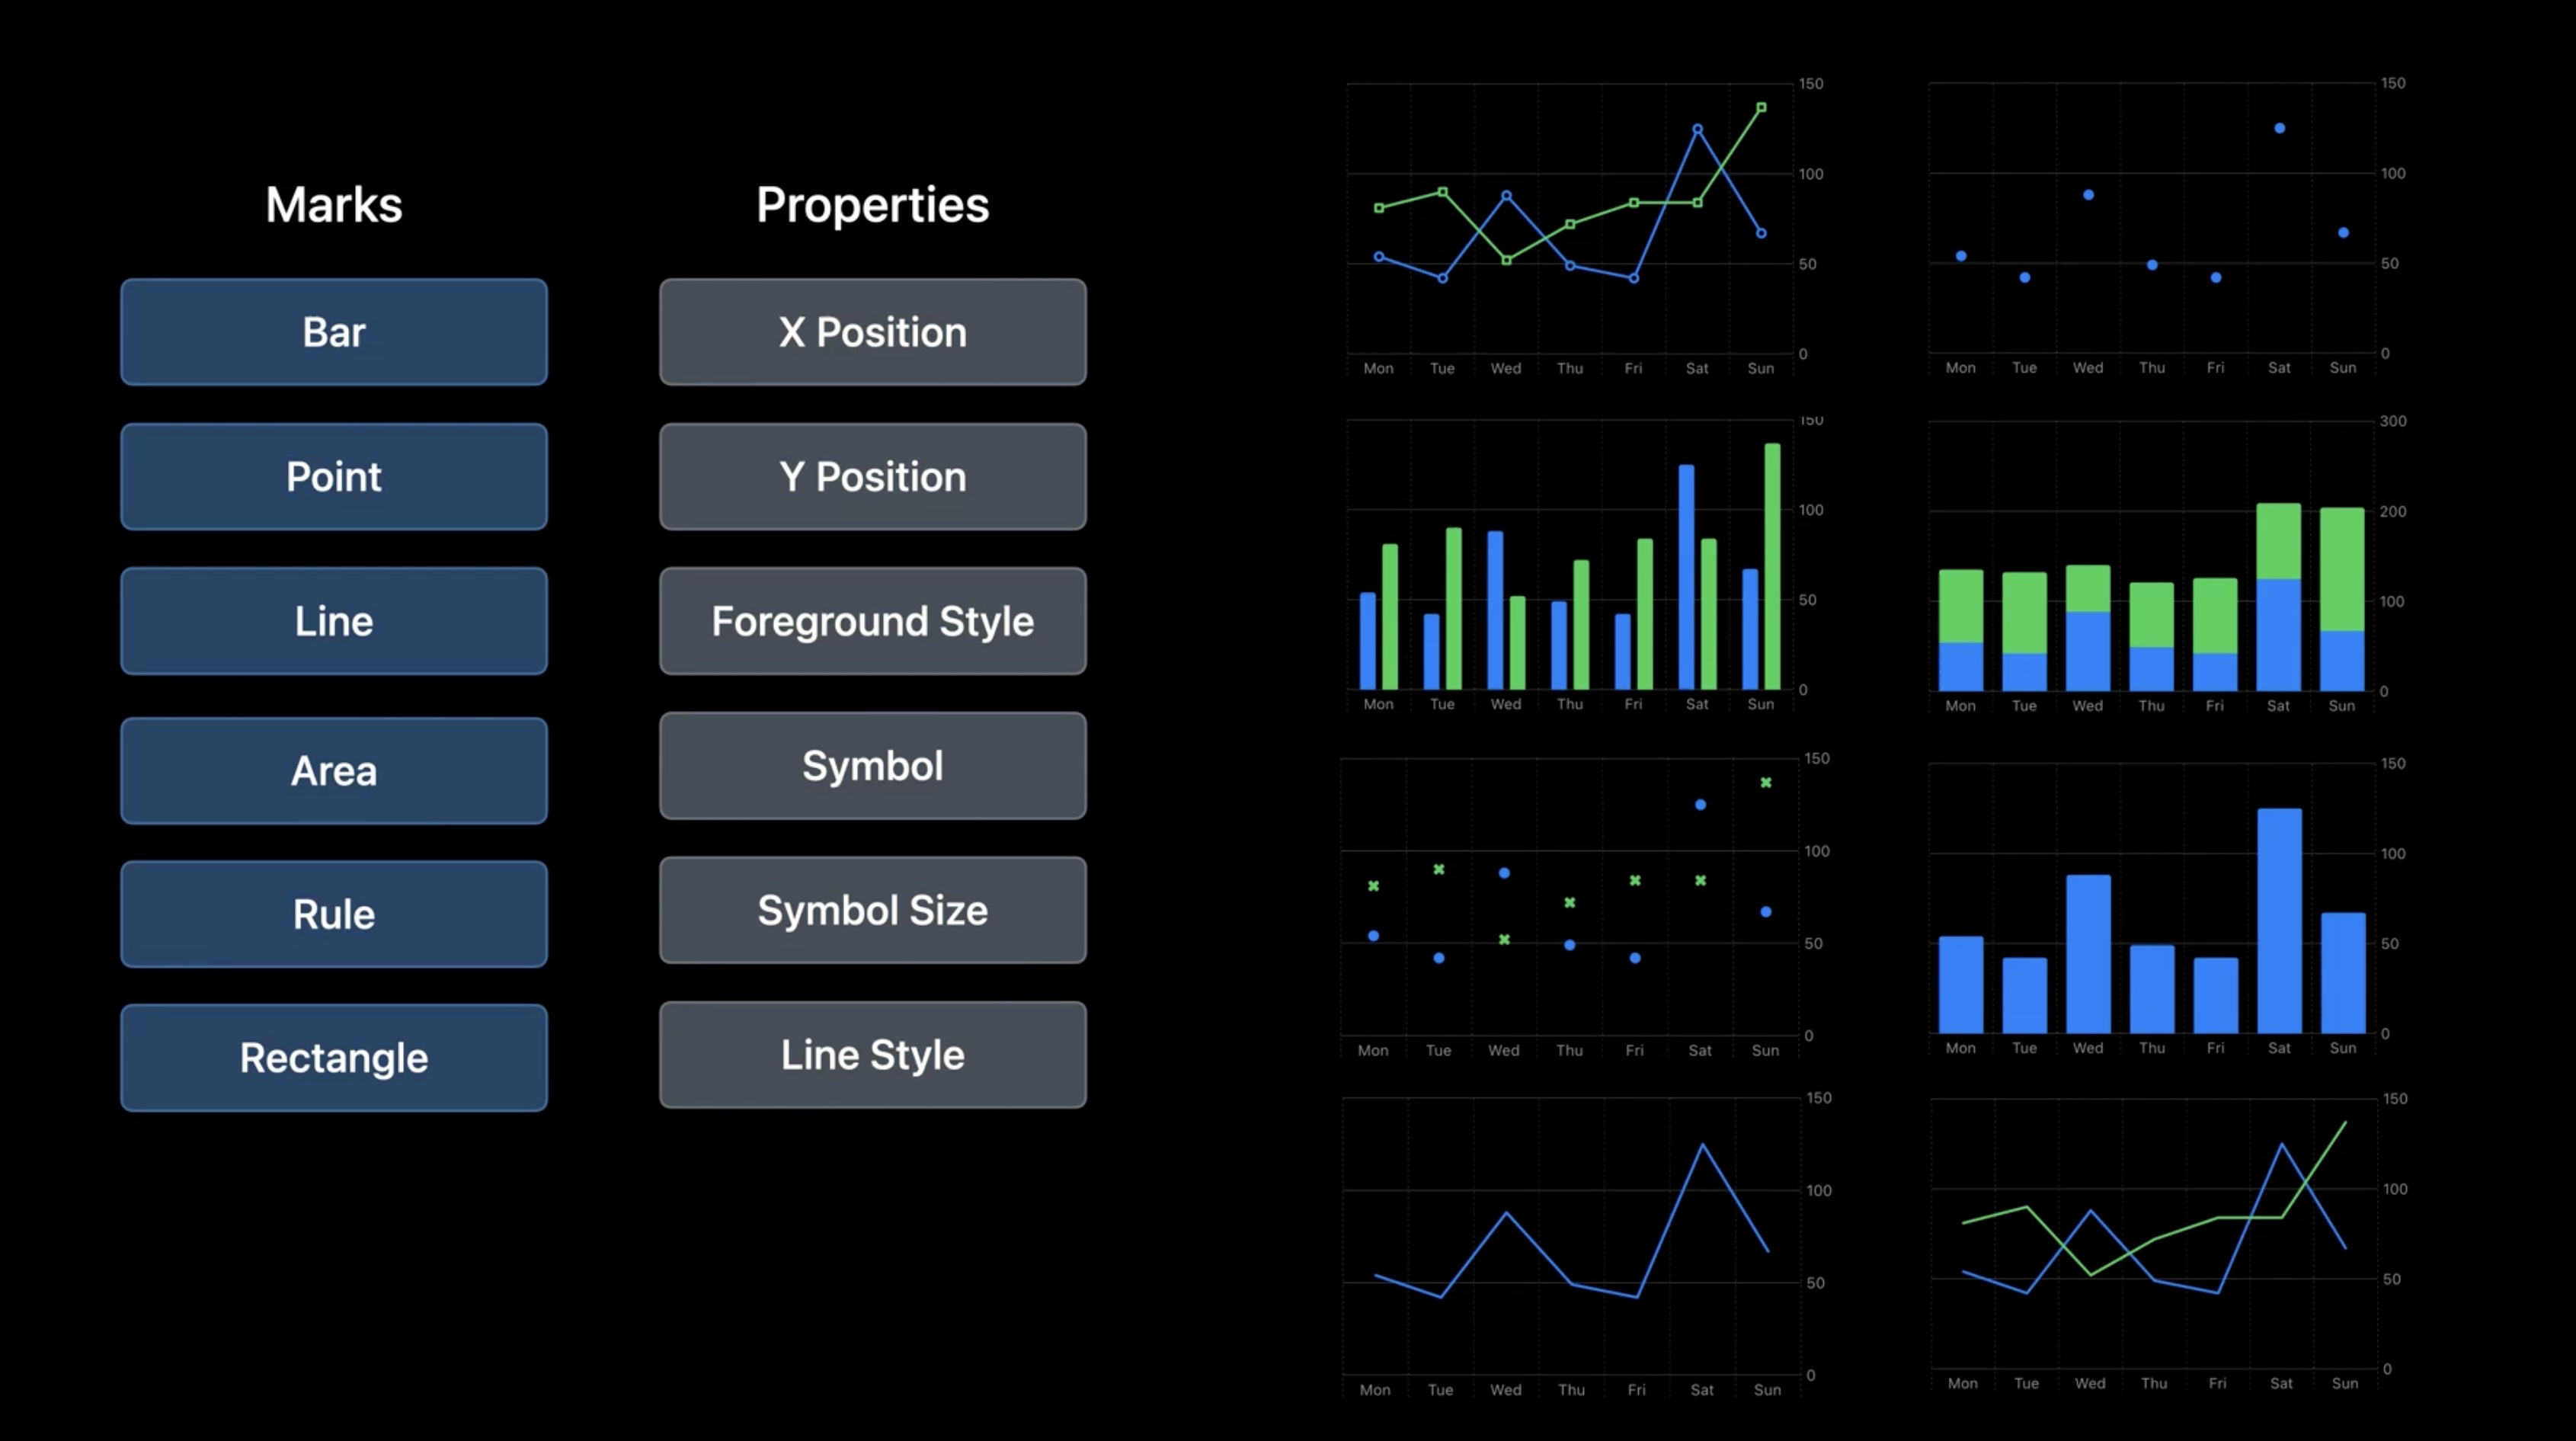 Marks
Bar
Point
Line
Area
Rule
Rectangle
Properties
X Position
Y Position
Foreground Style
Symbol
Symbol Size
Line Style
150
100
50
0
Mon Tue Wed Thu Fri Sat Sun
150
100
50
0
Mon Tue Wed Thu Fri Sat Sun
150
100
50
0
Mon Tue Wed Thu Fri Sat Sun
300
200
100
0
Mon Tue Wed Thu Fri Sat Sun
150
100
50
0
Mon Tue Wed Thu Fri Sat Sun
150
100
50
0
Mon Tue Wed Thu Fri Sat Sun
150
100
50
0
Mon Tue Wed Thu Fri Sat Sun
150
100
50
0
Mon Tue Wed Thu Fri Sat Sun